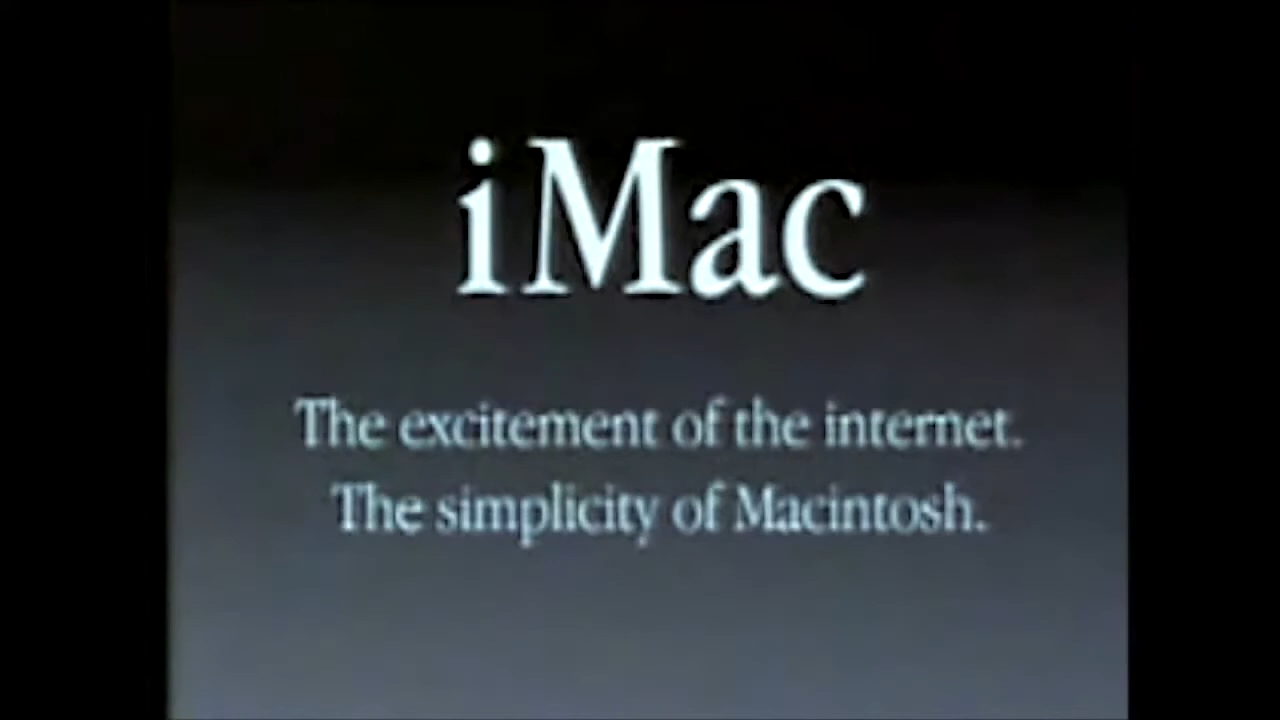 iMac
The excitement of the internet.
The simplicity of Macintosh.